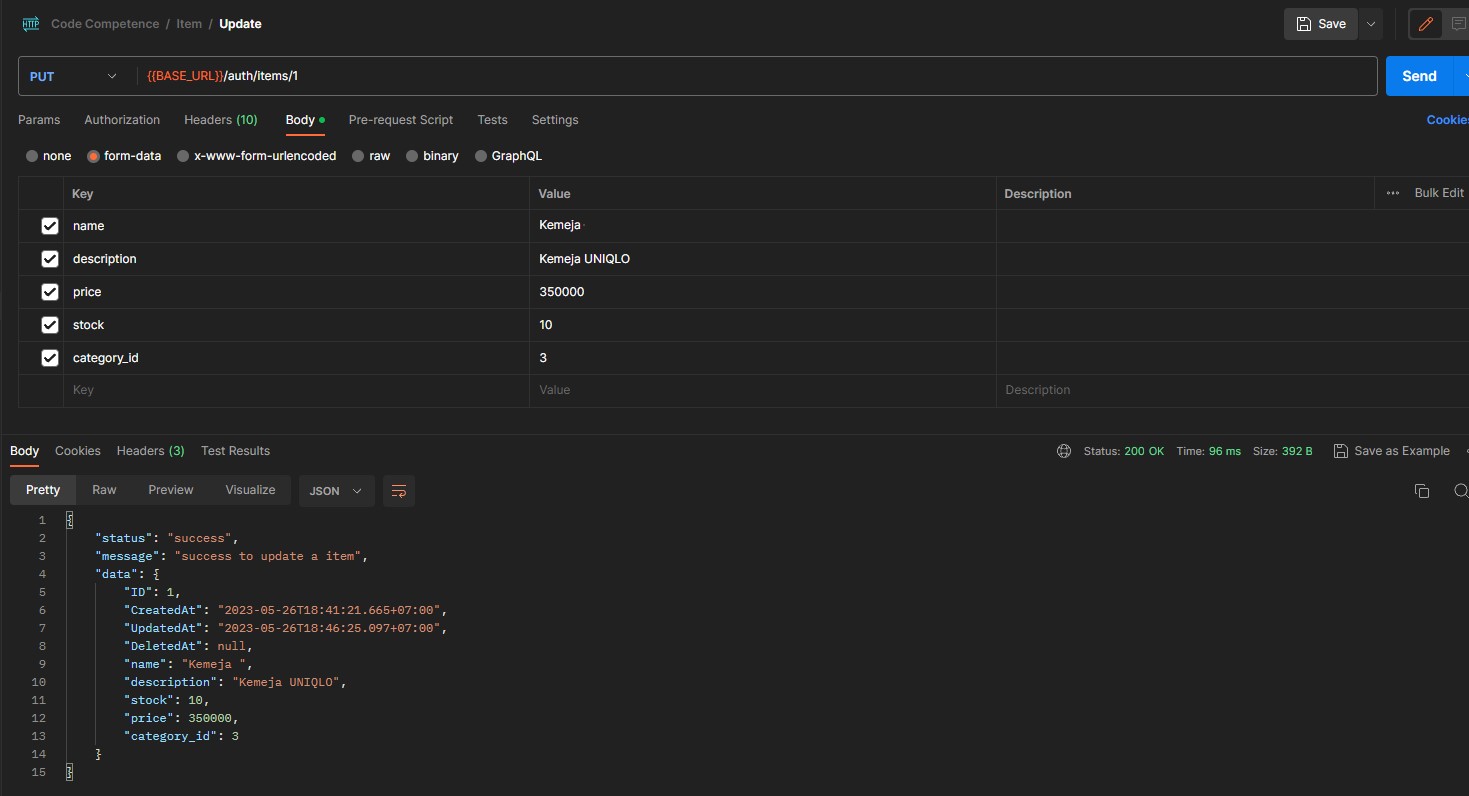 HTTP Code Competence / Item / Update Save
PUT {{BASE_URL}}/auth/items/1 Send
Params Authorization Headers (10) Body Pre-request Script Tests Settings Cookies
none form-data x-www-form-urlencoded raw binary GraphQL
Key Value Description Bulk Edit
name Kemeja
description Kemeja UNIQLO
price 350000
stock 10
category_id 3
Key Value Description
Body Cookies Headers (3) Test Results Status: 200 OK Time: 96 ms Size: 392 B Save as Example
Pretty Raw Preview Visualize JSON
1 {
2 "status": "success",
3 "message": "success to update a item",
4 "data": {
5 "ID": 1,
6 "CreatedAt": "2023-05-26T18:41:21.665+07:00",
7 "UpdatedAt": "2023-05-26T18:46:25.097+07:00",
8 "DeletedAt": null,
9 "name": "Kemeja ",
10 "description": "Kemeja UNIQLO",
11 "stock": 10,
12 "price": 350000,
13 "category_id": 3
14 }
15 }